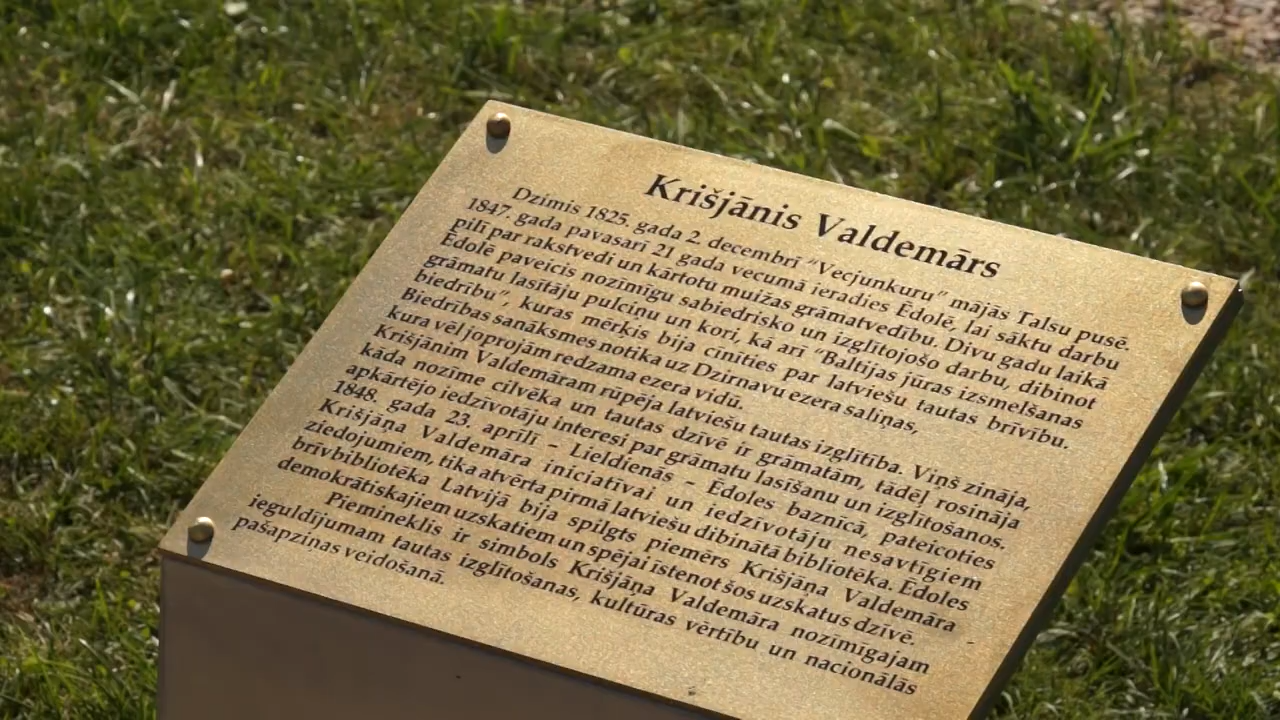 Krišjānis Valdemārs
Dzimis 1825. gada 2. decembrī "Vecjunkuru" mājās Talsu pusē.
1847. gada pavasarī 21 gada vecumā ieradies Ēdolē, lai sāktu darbu
pilī par rakstvedi un kārtotu muižas grāmatvedību. Divu gadu laikā
Ēdolē paveicis nozīmīgu sabiedrisko un izglītojošo darbu, dibinot
grāmatu lasītāju pulciņu un kori, kā arī "Baltijas jūras izsmelšanas
biedrību", kuras mērķis bija cīnīties par latviešu tautas brīvību.
Biedrības sanāksmes notika uz Dzirnavu ezera saliņas,
kura vēl joprojām redzama ezera vidū.
Krišjānim Valdemāram rūpēja latviešu tautas izglītība. Viņš zināja,
kāda nozīme cilvēka un tautas dzīvē ir grāmatām, tādēļ rosināja
apkārtējo iedzīvotāju interesi par grāmatu lasīšanu un izglītošanos.
1848. gada 23. aprīlī – Lieldienās – Ēdoles baznīcā, pateicoties
Krišjāņa Valdemāra iniciatīvai un iedzīvotāju nesavtīgiem
ziedojumiem, tika atvērta pirmā latviešu dibinātā bibliotēka. Ēdoles
brīvbibliotēka Latvijā bija spilgts piemērs Krišjāņa Valdemāra
demokrātiskajiem uzskatiem un spējai īstenot šos uzskatus dzīvē.
Piemineklis ir simbols Krišjāņa Valdemāra nozīmīgajam
ieguldījumam tautas izglītošanas, kultūras vērtību un nacionālās
pašapziņas veidošanā.